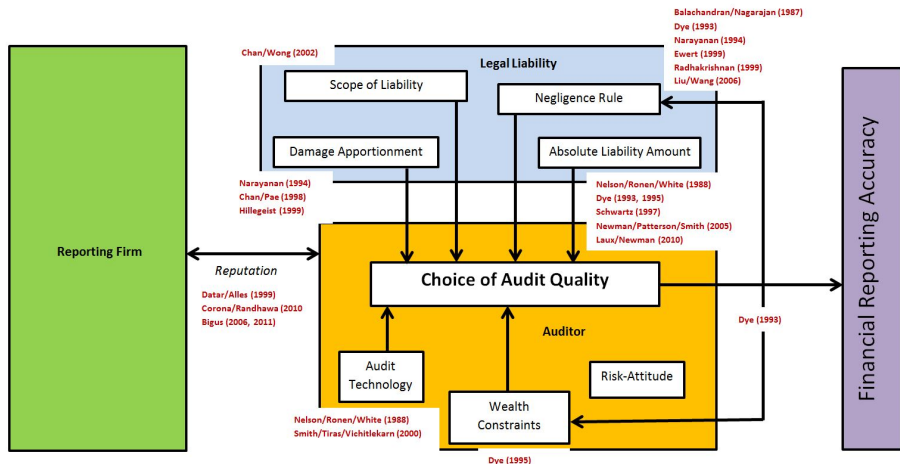 Balachandran/Nagarajan (1987)
Dye (1993)
Narayanan (1994)
Ewert (1999)
Radhakrishnan (1999)
Liu/Wang (2006)
Chan/Wong (2002)
Legal Liability
Scope of Liability
Negligence Rule
Damage Apportionment
Absolute Liability Amount
Narayanan (1994)
Chan/Pae (1998)
Hillegeist (1999)
Nelson/Ronen/White (1988)
Dye (1993, 1995)
Schwartz (1997)
Newman/Patterson/Smith (2005)
Laux/Newman (2010)
Reporting Firm
Reputation
Datar/Alles (1999)
Corona/Randhawa (2010
Bigus (2006, 2011)
Choice of Audit Quality
Auditor
Dye (1993)
Audit
Technology
Risk-Attitude
Wealth
Constraints
Nelson/Ronen/White (1988)
Smith/Tiras/Vichitlekarn (2000)
Dye (1995)
Financial Reporting Accuracy